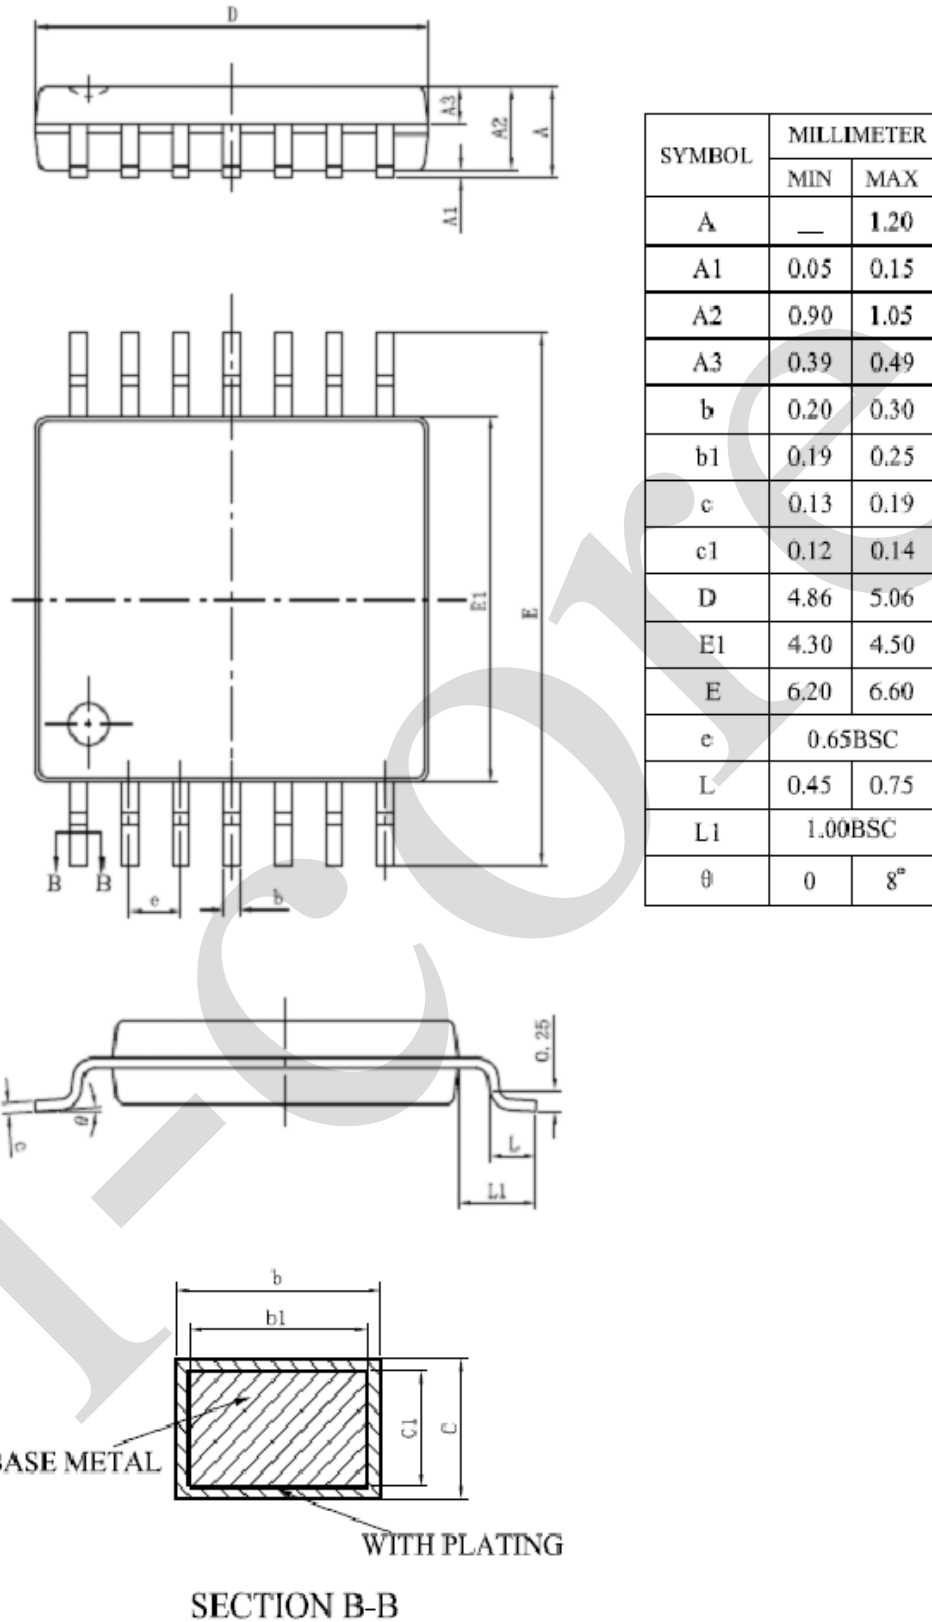 D
A3
A2
A
A1
E1
E
B B
e
b
0.25
c
θ
L
L1
b
b1
C1
C
BASE METAL
WITH PLATING
SECTION B-B
SYMBOL MILLIMETER
MIN MAX
A — 1.20
A1 0.05 0.15
A2 0.90 1.05
A3 0.39 0.49
b 0.20 0.30
b1 0.19 0.25
c 0.13 0.19
c1 0.12 0.14
D 4.86 5.06
E1 4.30 4.50
E 6.20 6.60
e 0.65BSC
L 0.45 0.75
L1 1.00BSC
θ 0 8°
i-core